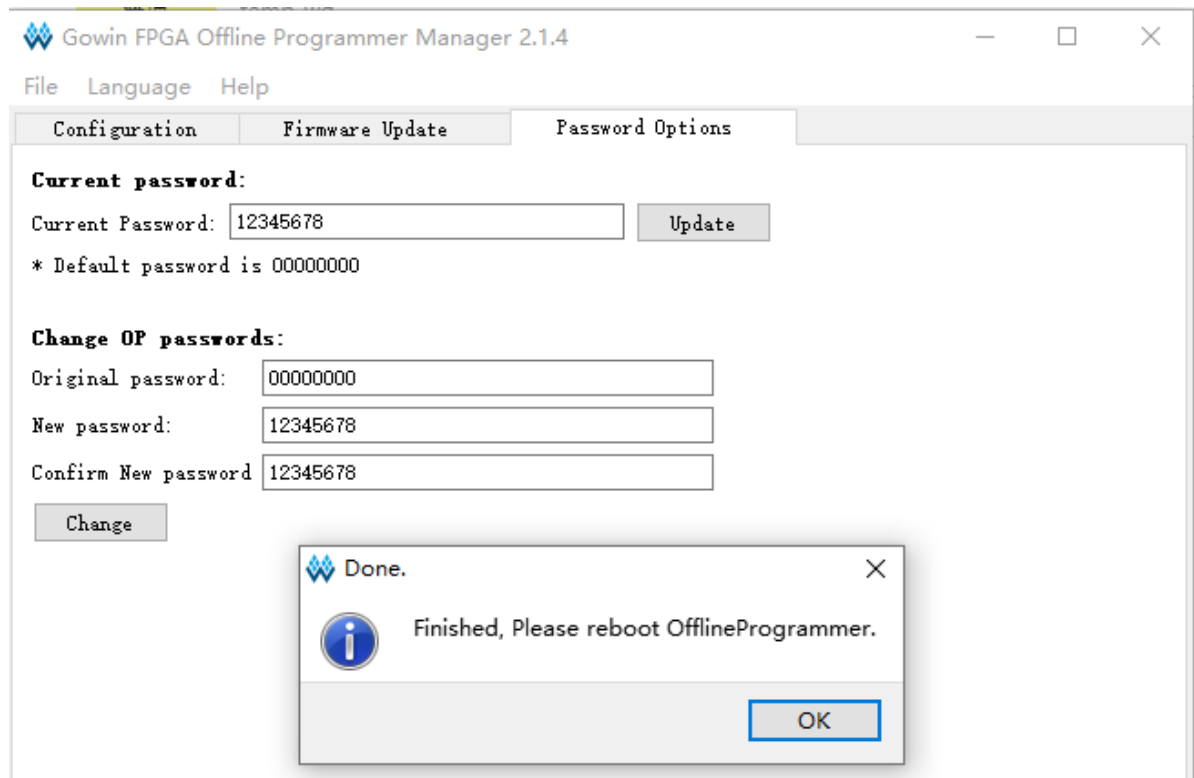 Gowin FPGA Offline Programmer Manager 2.1.4
File Language Help
Configuration Firmware Update Password Options
Current password:
Current Password: 12345678 Update
* Default password is 00000000
Change OP passwords:
Original password: 00000000
New password: 12345678
Confirm New password 12345678
Change
Done.
Finished, Please reboot OfflineProgrammer.
OK